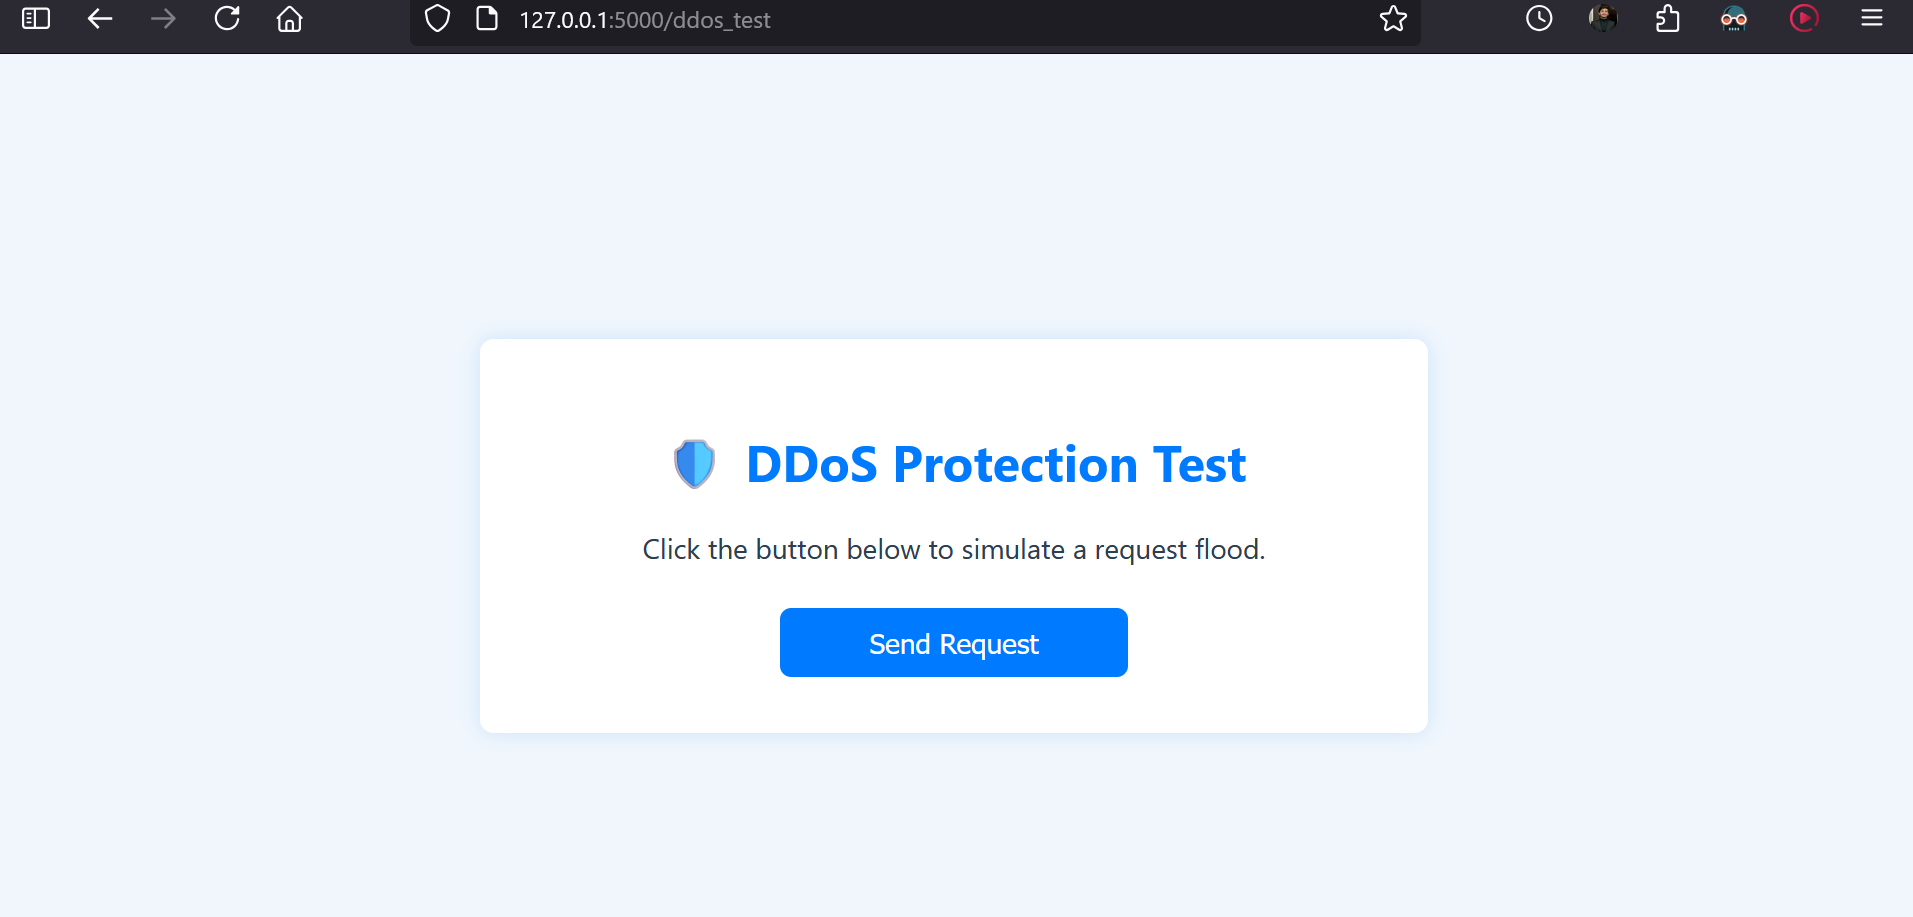 127.0.0.1:5000/ddos_test
DDoS Protection Test
Click the button below to simulate a request flood.
Send Request